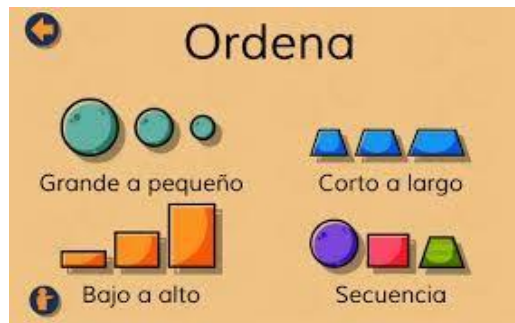 Ordena
Grande a pequeño
Corto a largo
Bajo a alto
Secuencia